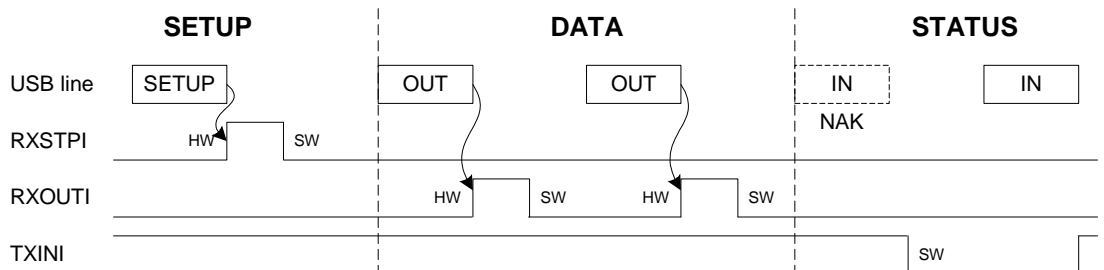 SETUP DATA STATUS
USB line SETUP OUT OUT IN IN
NAK
RXSTPI HW SW
RXOUTI HW SW HW SW
TXINI SW